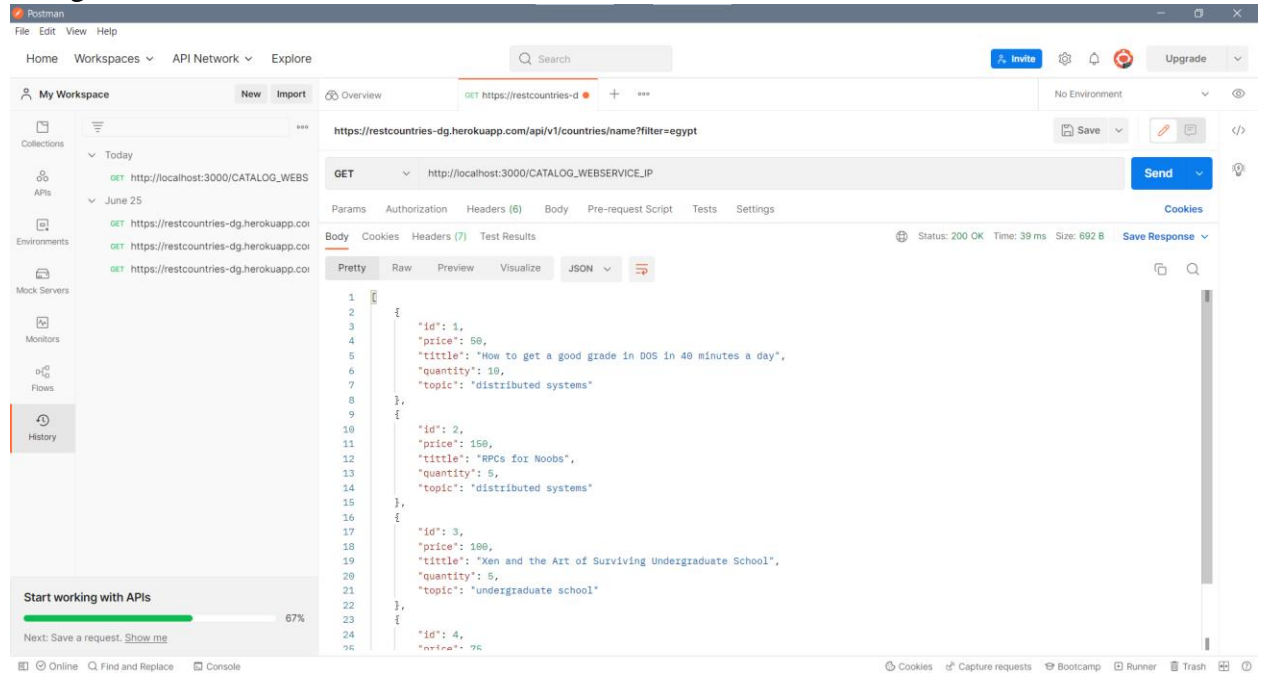 Postman
File Edit View Help
Home Workspaces API Network Explore Search Invite Upgrade
My Workspace New Import Overview GET https://restcountries-d No Environment
Collections
APIs
Environments
Mock Servers
Monitors
Flows
History
Today
GET http://localhost:3000/CATALOG_WEBS
June 25
GET https://restcountries-dg.herokuapp.co
GET https://restcountries-dg.herokuapp.co
GET https://restcountries-dg.herokuapp.co
Start working with APIs
67%
Next: Save a request. Show me
https://restcountries-dg.herokuapp.com/api/v1/countries/name?filter=egypt Save
GET http://localhost:3000/CATALOG_WEBSERVICE_IP Send
Params Authorization Headers (6) Body Pre-request Script Tests Settings Cookies
Body Cookies Headers (7) Test Results Status: 200 OK Time: 39 ms Size: 692 B Save Response
Pretty Raw Preview Visualize JSON
1 [
2 {
3 "id": 1,
4 "price": 50,
5 "tittle": "How to get a good grade in DOS in 40 minutes a day",
6 "quantity": 10,
7 "topic": "distributed systems"
8 },
9 {
10 "id": 2,
11 "price": 150,
12 "tittle": "RPCs for Noobs",
13 "quantity": 5,
14 "topic": "distributed systems"
15 },
16 {
17 "id": 3,
18 "price": 100,
19 "tittle": "Xen and the Art of Surviving Undergraduate School",
20 "quantity": 5,
21 "topic": "undergraduate school"
22 },
23 {
24 "id": 4,
25 "price": 75
Online Find and Replace Console Cookies Capture requests Bootcamp Runner Trash